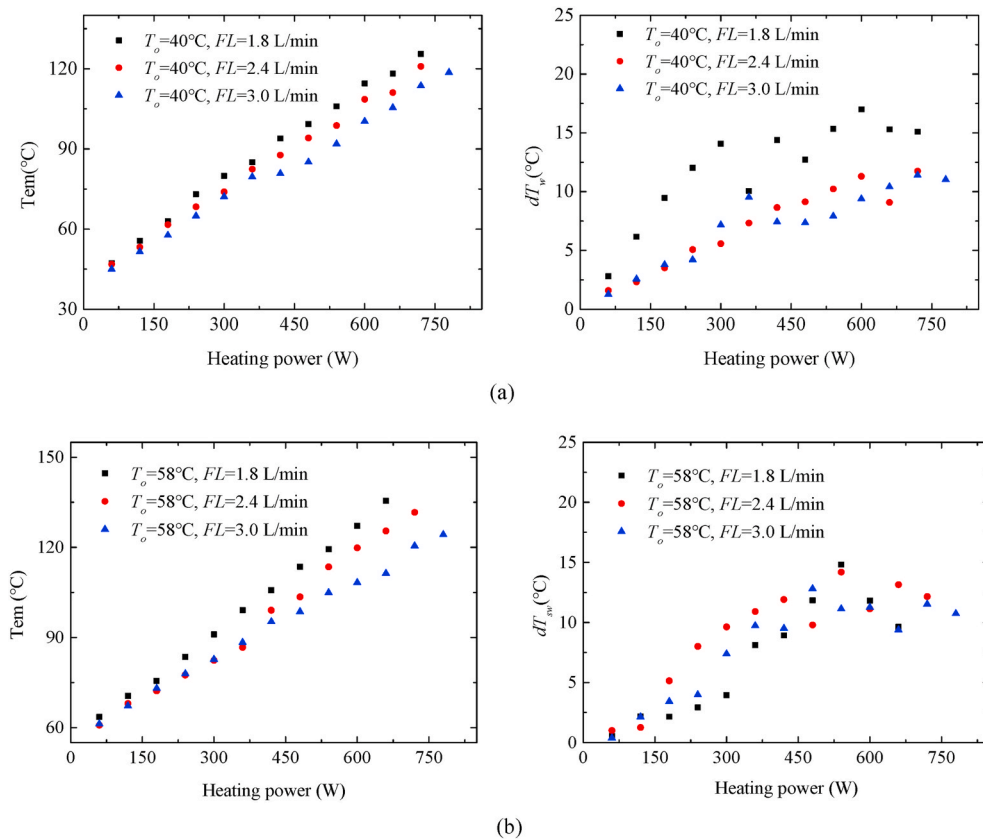 T_o=40°C, FL=1.8 L/min
T_o=40°C, FL=2.4 L/min
T_o=40°C, FL=3.0 L/min
Tem(°C)
120
90
60
30
0 150 300 450 600 750
Heating power (W)
T_o=40°C, FL=1.8 L/min
T_o=40°C, FL=2.4 L/min
T_o=40°C, FL=3.0 L/min
dT_w(°C)
25
20
15
10
5
0
0 150 300 450 600 750
Heating power (W)
(a)
T_o=58°C, FL=1.8 L/min
T_o=58°C, FL=2.4 L/min
T_o=58°C, FL=3.0 L/min
Tem (°C)
150
120
90
60
0 150 300 450 600 750
Heating power (W)
T_o=58°C, FL=1.8 L/min
T_o=58°C, FL=2.4 L/min
T_o=58°C, FL=3.0 L/min
dT_sw(°C)
25
20
15
10
5
0
0 150 300 450 600 750
Heating power (W)
(b)